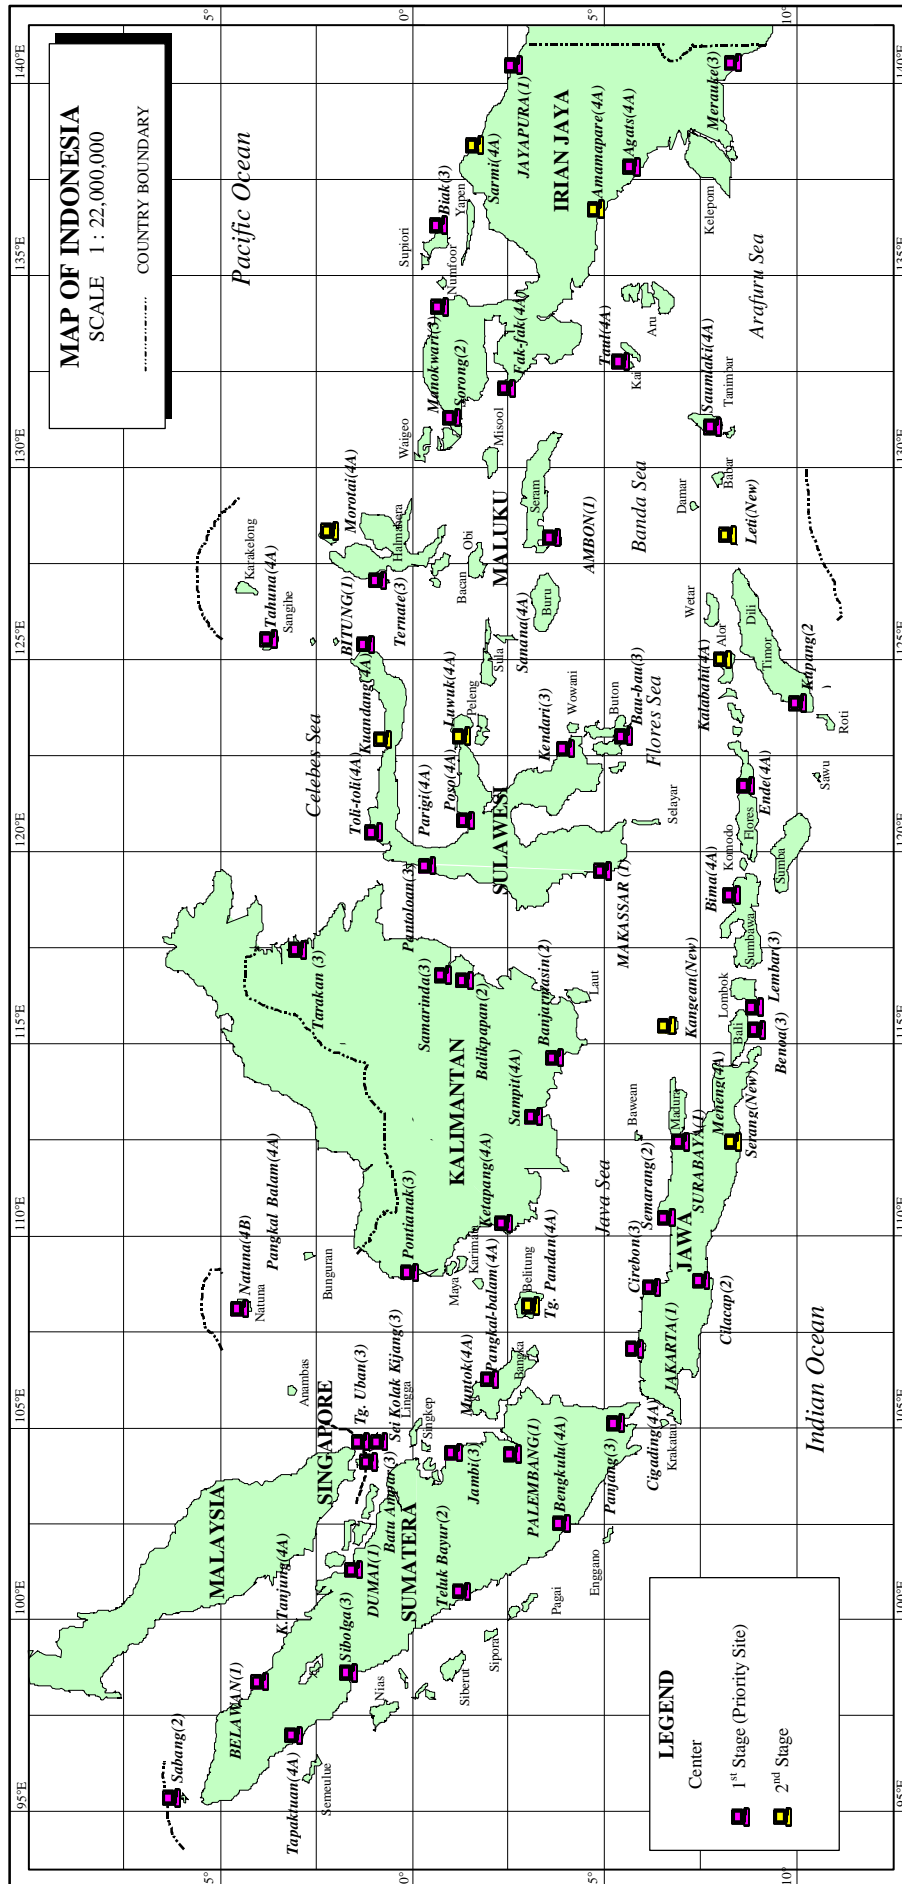 MAP OF INDONESIA
SCALE 1 : 22,000,000
COUNTRY BOUNDARY
95°E
100°E
105°E
110°E
115°E
120°E
125°E
130°E
135°E
140°E
5°
0°
5°
10°
Pacific Ocean
Celebes Sea
Java Sea
Flores Sea
Banda Sea
Arafuru Sea
Indian Ocean
MALAYSIA
SINGAPORE
SUMATERA
KALIMANTAN
SULAWESI
MALUKU
IRIAN JAYA
JAWA
Sabang(2)
BELAWAN(1)
Tapaktuan(4A)
Semeulue
K.Tanjung(4A)
Sibolga(3)
Nias
DUMAI(1)
Batu Ampar(3)
Teluk Bayur(2)
Siberut
Sipora
Pagai
Enggano
Tg. Uban(3)
Sei Kolak Kijang(3)
Lingga
Singkep
Jambi(3)
PALEMBANG(1)
Bengkulu(4A)
Panjang(3)
Cigading(4A)
Krakatau
Anambas
Natuna(4B)
Natuna
Pangkal Balam(4A)
Bunguran
Muntok(4A)
Pangkal-balam(4A)
Bangka
Belitung
Tg. Pandan(4A)
Pontianak(3)
Maya
Karimata
Ketapang(4A)
JAKARTA(1)
Cirebon(3)
Cilacap(2)
Semarang(2)
SURABAYA(1)
Bawean
Madura
Meneng(4A)
Serang(New)
Sampit(4A)
Banjarmasin(2)
Laut
Balikpapan(2)
Samarinda(3)
Tarakan (3)
Kangean(New)
Bali
Benoa(3)
Lombok
Lembar(3)
Sumbawa
Bima(4A)
Komodo
Sumba
Flores
Ende(4A)
Sawu
Roti
Kupang(2
Timor
Dili
Alor
Kalabahi(4A)
Wetar
Pantoloan(3)
Toli-toli(4A)
Kuandang(4A)
BITUNG(1)
Parigi(4A)
Poso(4A)
Luwuk(4A)
Peleng
MAKASSAR (1)
Selayar
Kendari(3)
Wowani
Buton
Bau-bau(3)
Tahuna(4A)
Sangihe
Karakelong
Morotai(4A)
Halmahera
Ternate(3)
Bacan
Obi
Sula
Sanana(4A)
Buru
Seram
AMBON(1)
Damar
Babar
Leti(New)
Tanimbar
Saumlaki(4A)
Waigeo
Misool
Sorong(2)
Manokwari(3)
Fak-fak(4A)
Kai
Taul(4A)
Aru
Supiori
Numfoor
Biak(3)
Yapen
Sarmi(4A)
JAYAPURA(1)
Amamapare(4A)
Agats(4A)
Merauke(3)
Kelepom
LEGEND
Center
1st Stage (Priority Site)
2nd Stage